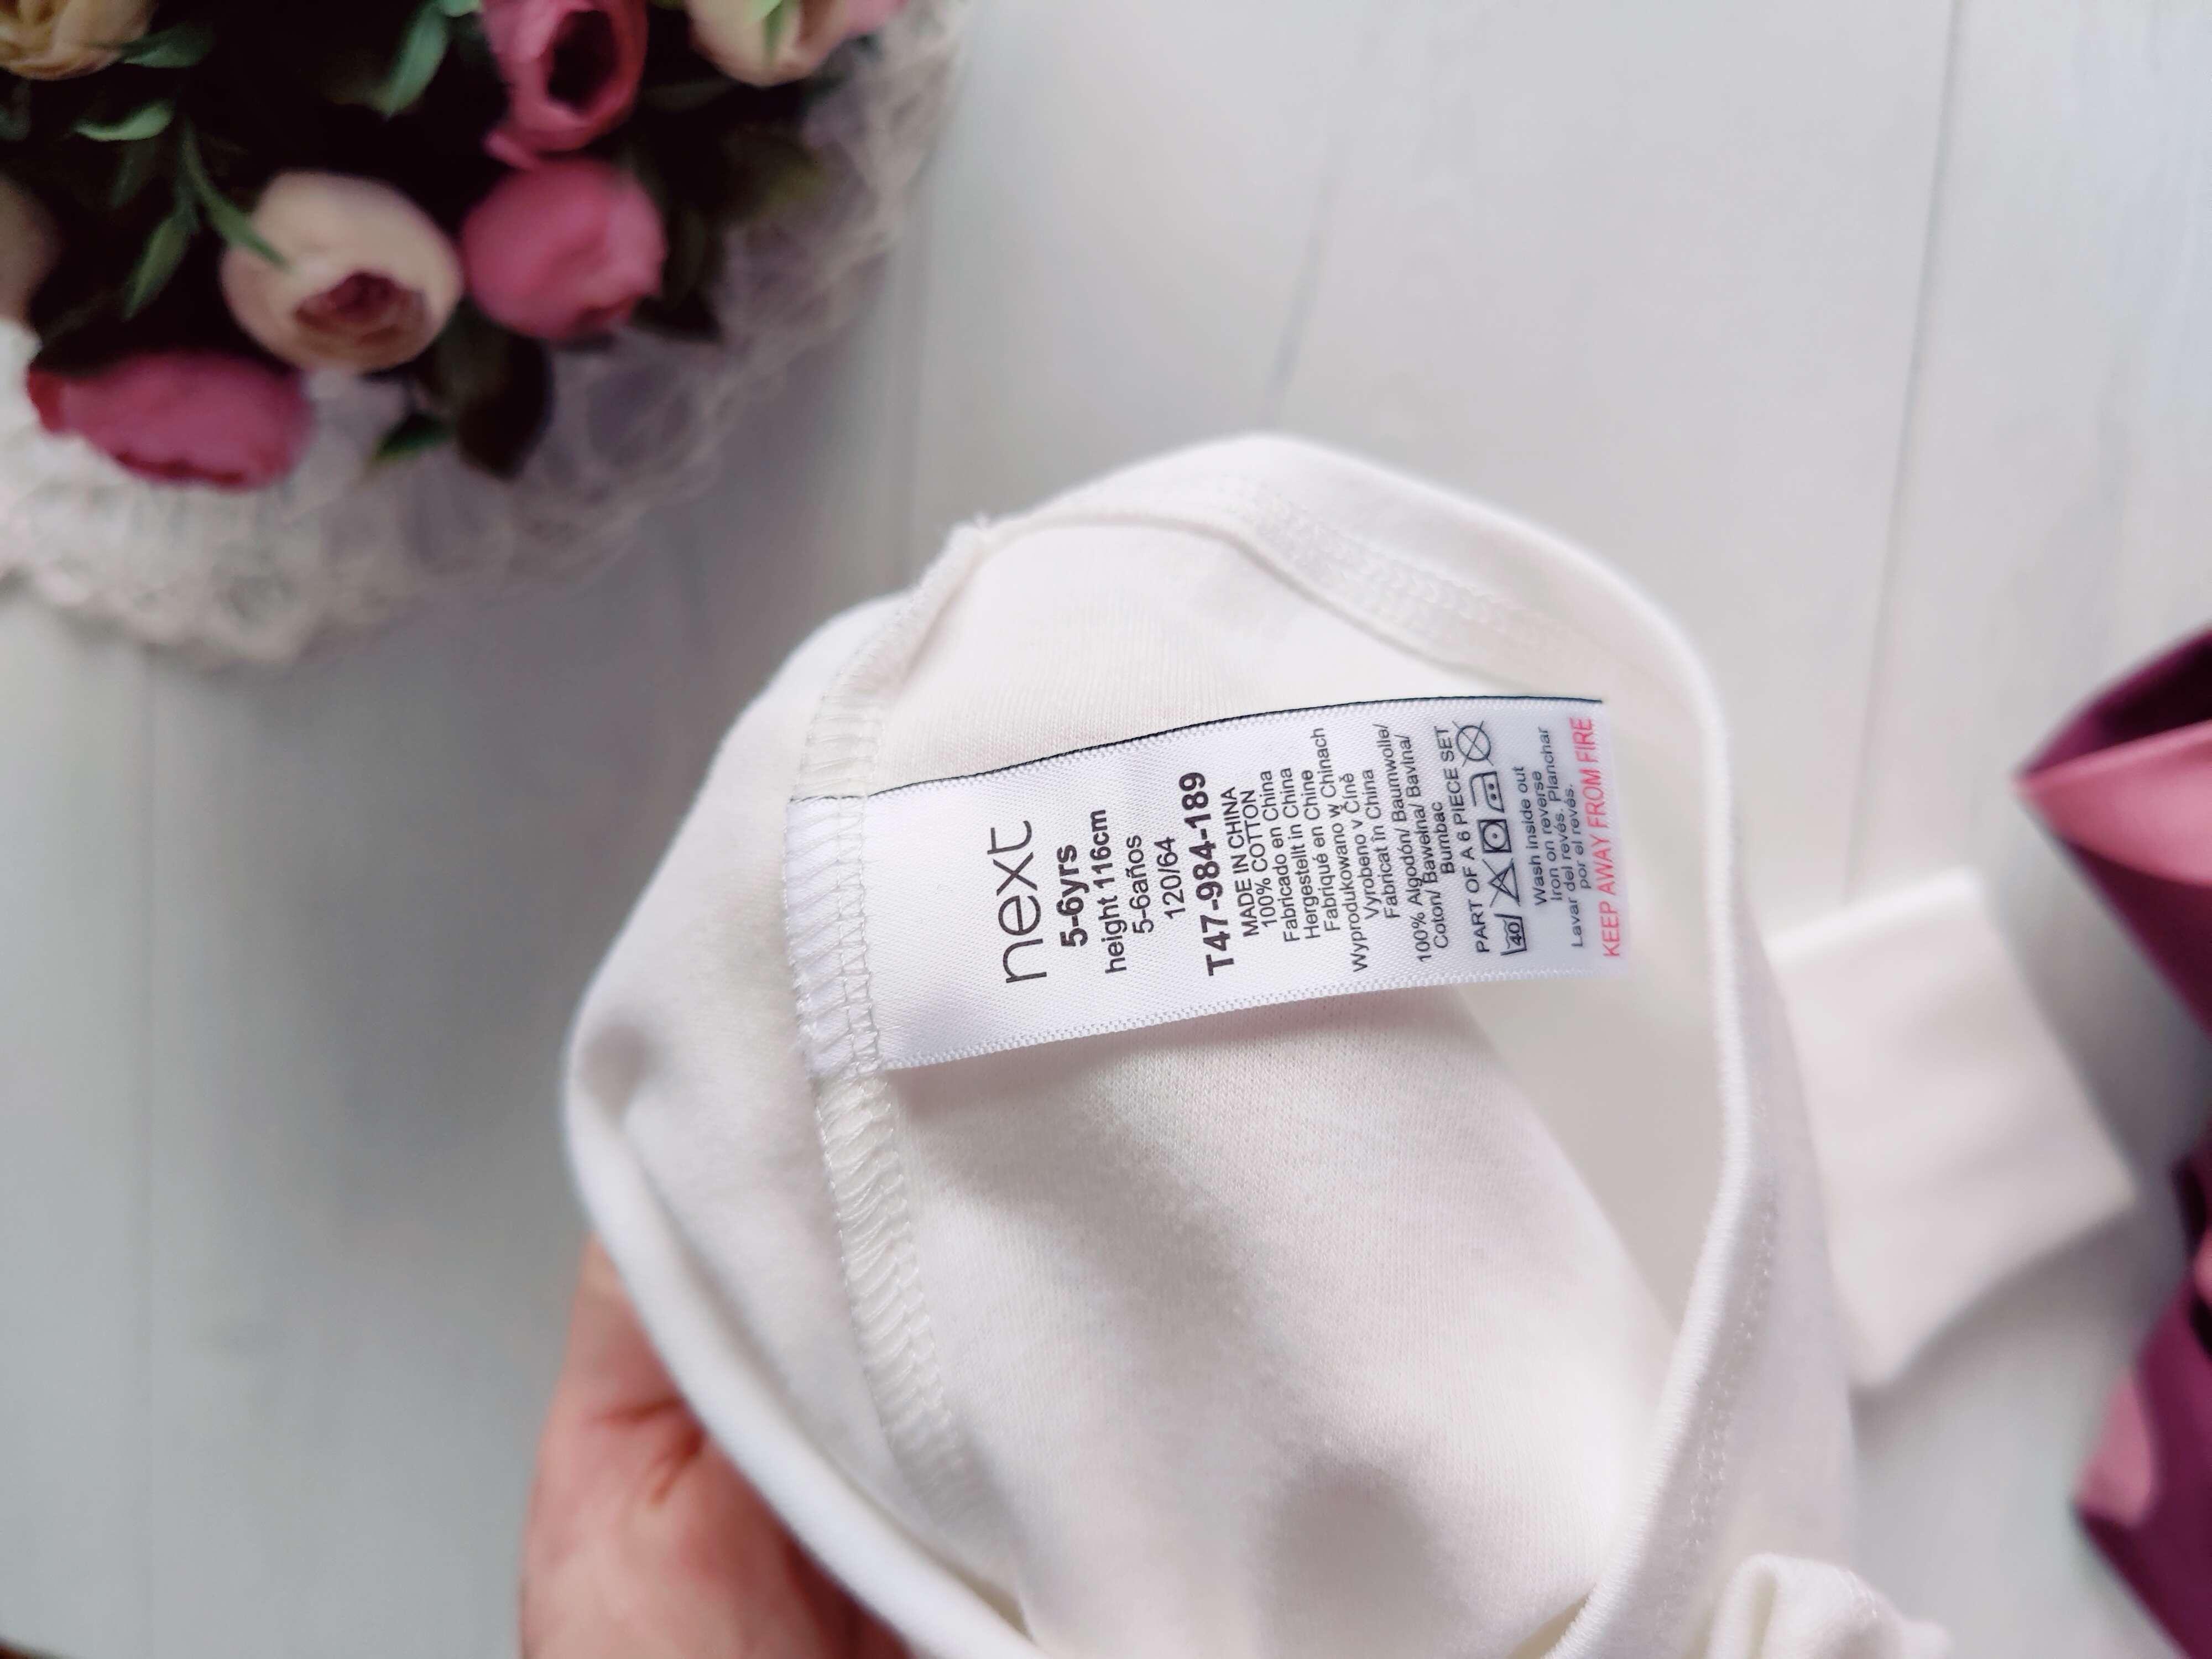 next
5-6yrs
height 116cm
5-6años
120/64
T47-984-189
MADE IN CHINA
100% COTTON
Fabricado en China
Hergestellt in China
Fabriqué en Chine
Wyprodukowano w Chinach
Vyrobeno v Číně
Fabricat în China
100% Algodón/ Baumwolle/
Coton/ Bawełna/ Bavlna/
Bumbac
PART OF A 6 PIECE SET
40
Wash inside out
Iron on reverse
Lavar del revés. Planchar
por el revés.
KEEP AWAY FROM FIRE